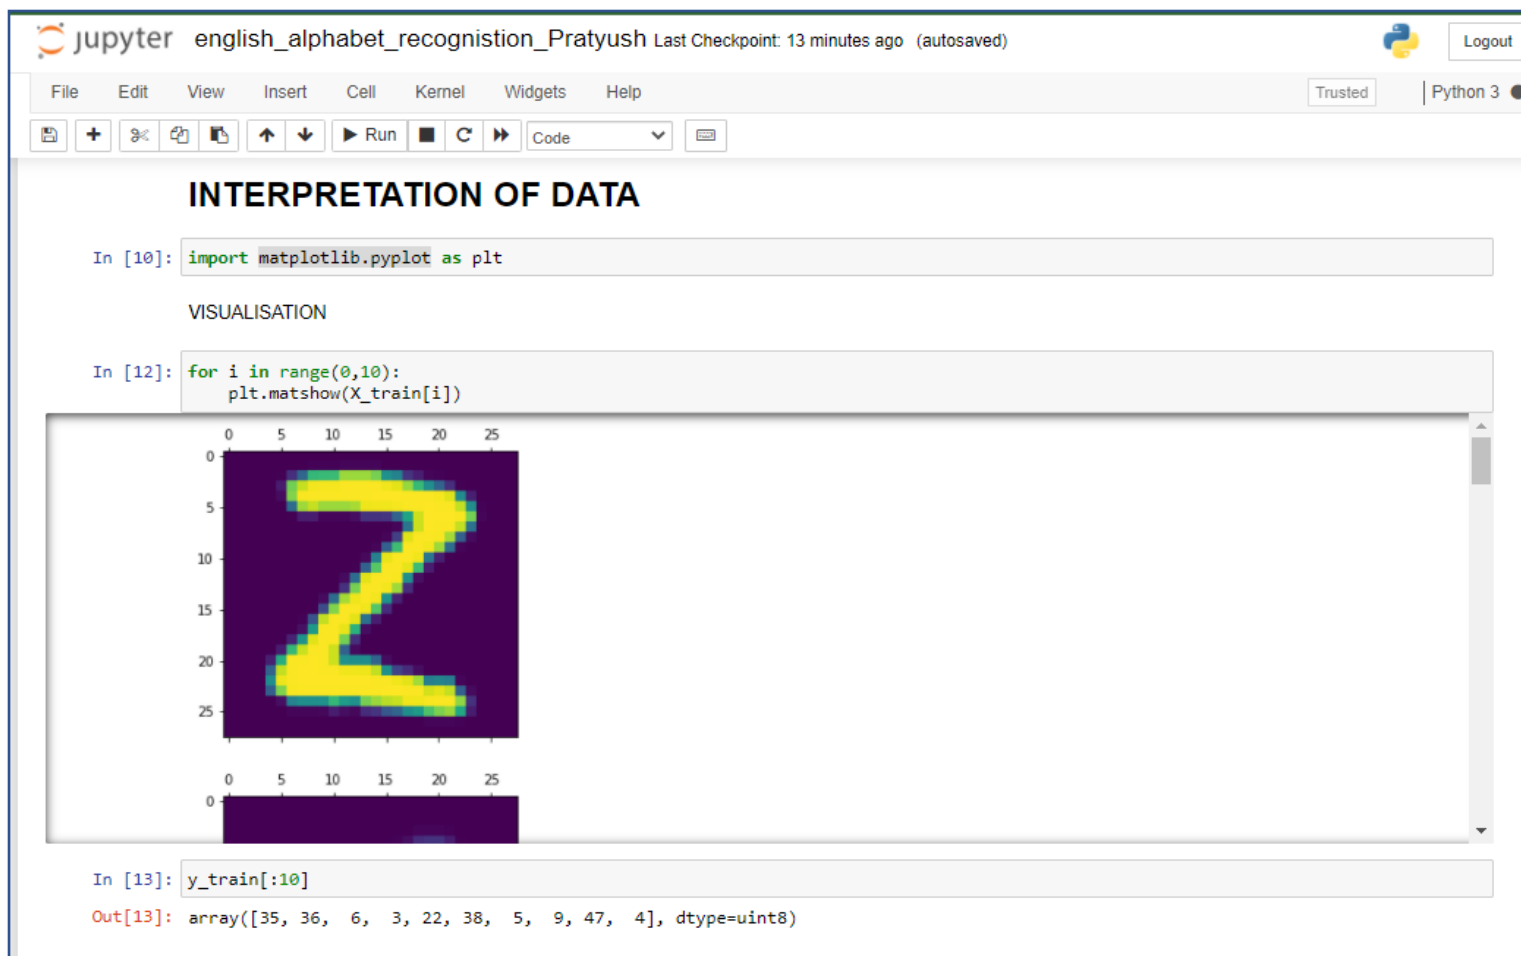 jupyter english_alphabet_recognistion_Pratyush Last Checkpoint: 13 minutes ago (autosaved) Logout
File Edit View Insert Cell Kernel Widgets Help Trusted Python 3
Run Code
INTERPRETATION OF DATA
In [10]: import matplotlib.pyplot as plt
VISUALISATION
In [12]: for i in range(0,10):
plt.matshow(X_train[i])
0 5 10 15 20 25
0
5
10
15
20
25
0 5 10 15 20 25
0
In [13]: y_train[:10]
Out[13]: array([35, 36, 6, 3, 22, 38, 5, 9, 47, 4], dtype=uint8)